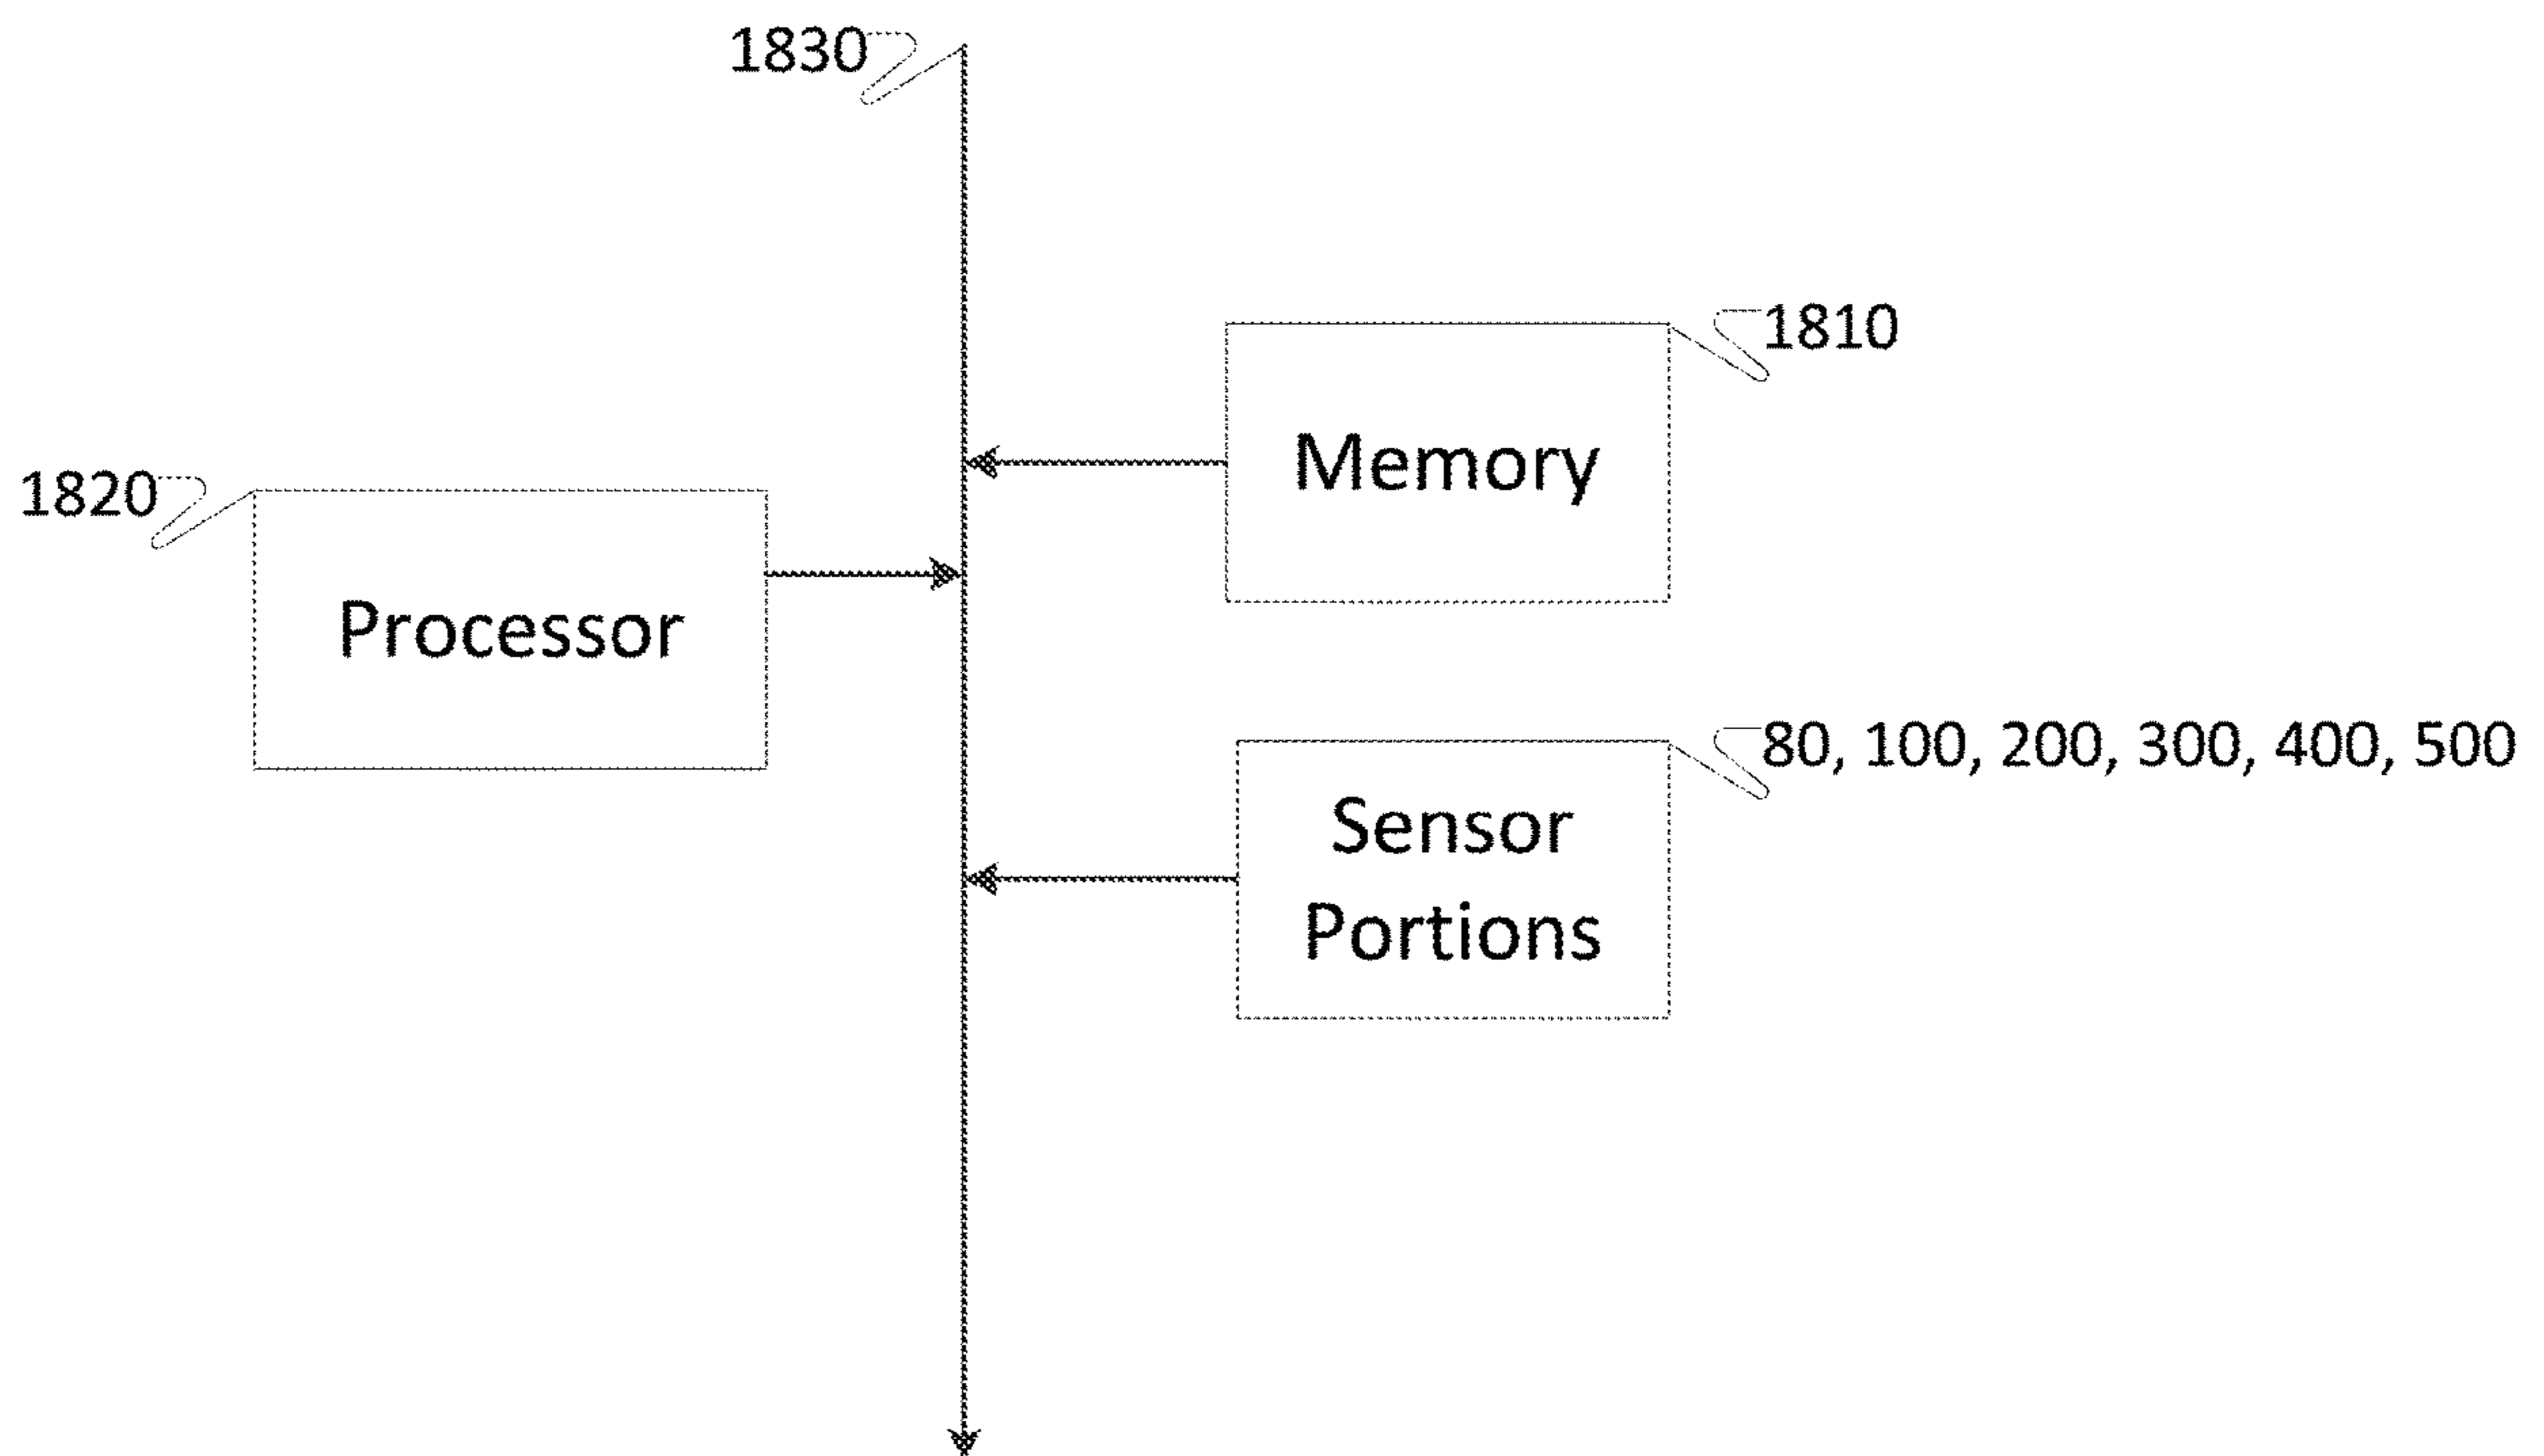 1830
1810
Memory
1820
Processor
80, 100, 200, 300, 400, 500
Sensor
Portions